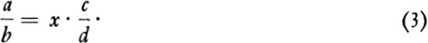 a/b = x · c/d · (3)